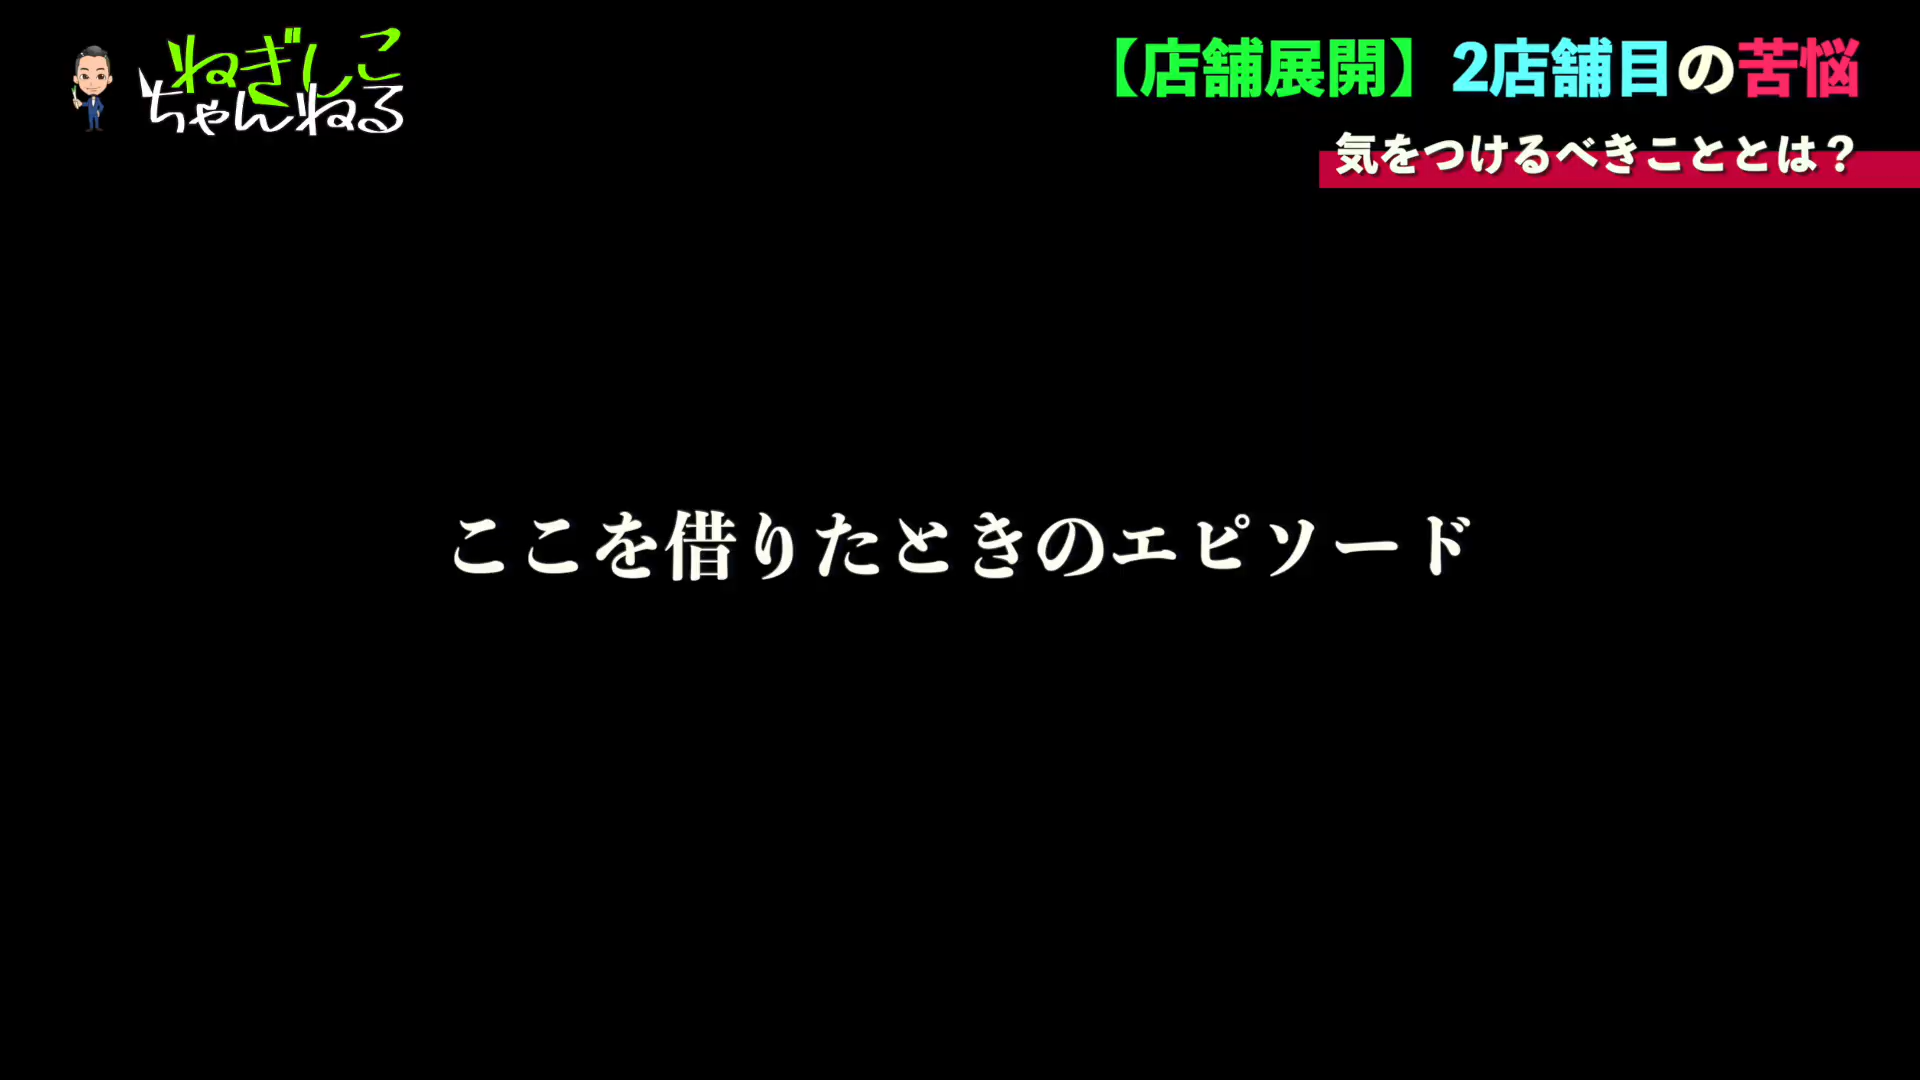 ねぎしこ
ちゃんねる
【店舗展開】2店舗目の苦悩
気をつけるべきこととは？
ここを借りたときのエピソード